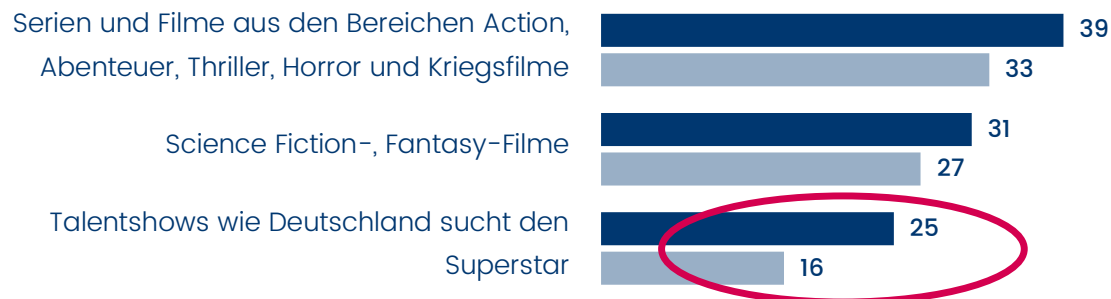 Serien und Filme aus den Bereichen Action,
Abenteuer, Thriller, Horror und Kriegsfilme
39
33
Science Fiction-, Fantasy-Filme
31
27
Talentshows wie Deutschland sucht den
Superstar
25
16